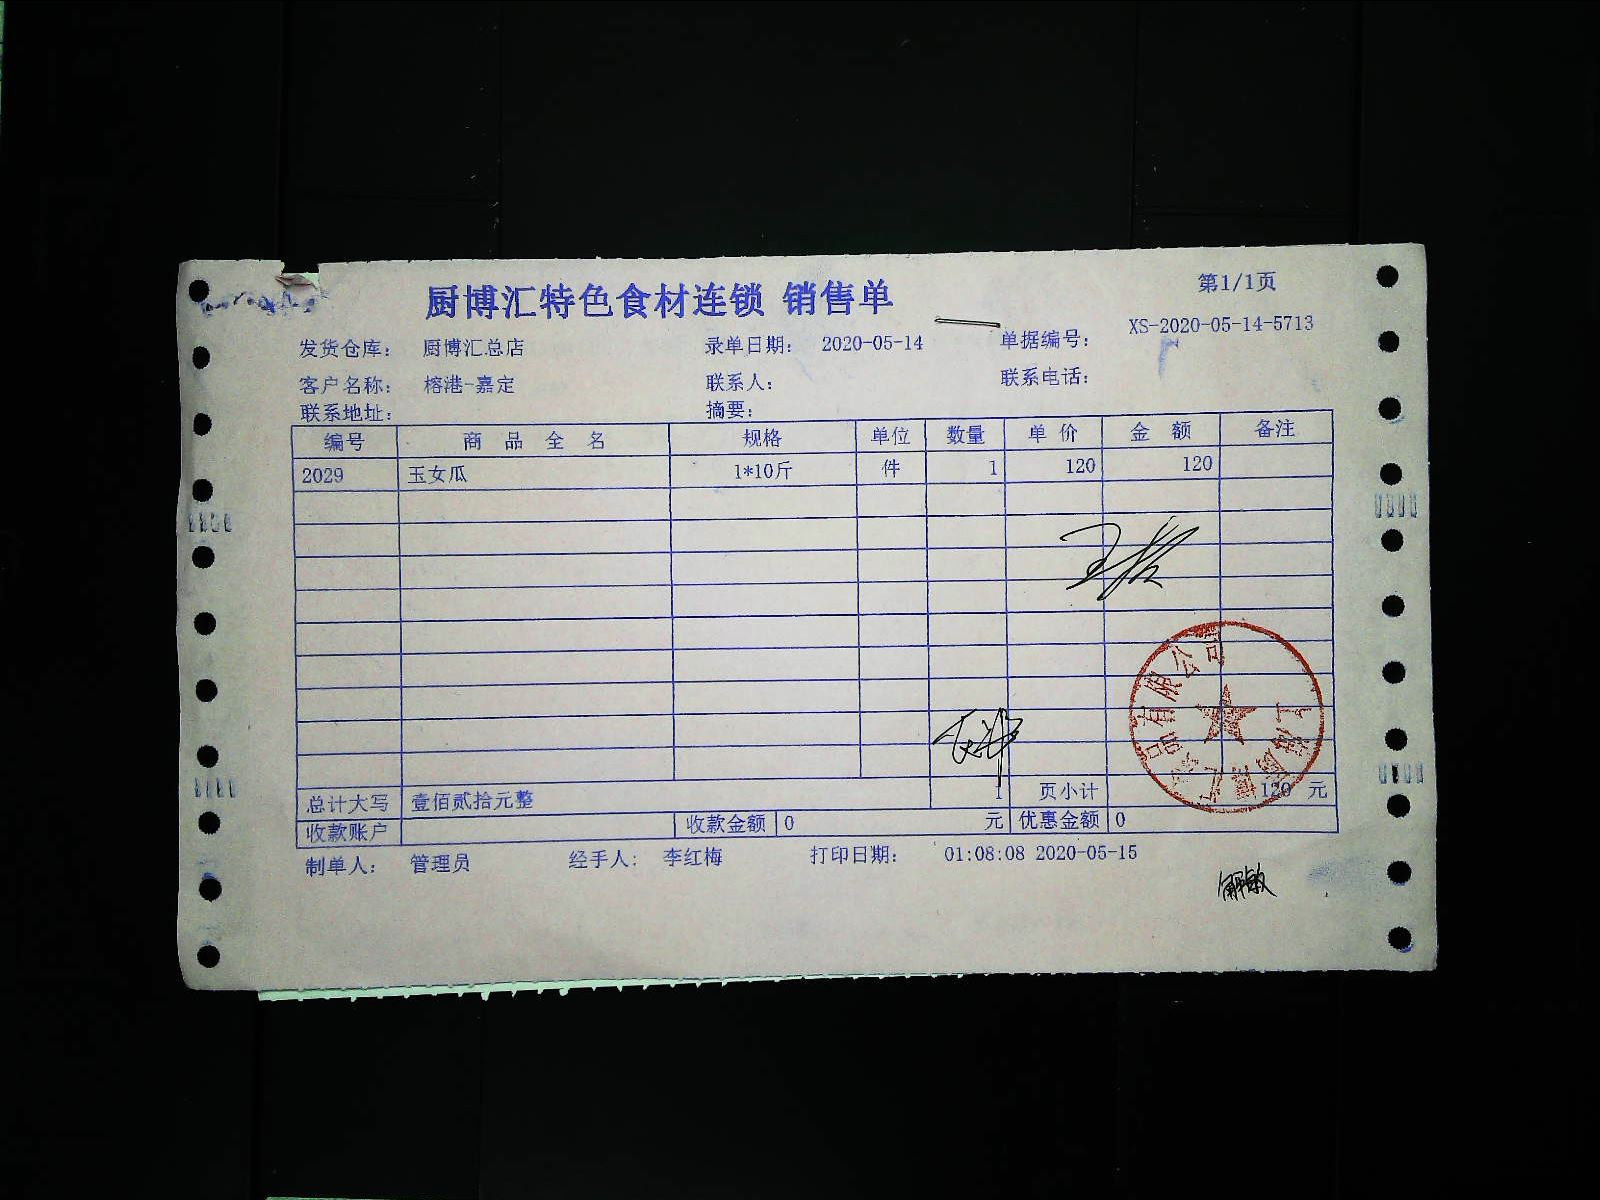 厨博汇特色食材连锁 销售单
第1/1页
发货仓库： 厨博汇总店 录单日期： 2020-05-14 单据编号： XS-2020-05-14-5713
客户名称： 榕港-嘉定 联系人： 联系电话：
联系地址： 摘要：
编号 商品全名 规格 单位 数量 单价 金额 备注
2029 玉女瓜 1*10斤 件 1 120 120
总计大写 壹佰贰拾元整 1 页小计 120 元
收款账户 收款金额 0 元 优惠金额 0
制单人： 管理员 经手人： 李红梅 打印日期： 01:08:08 2020-05-15
解敏